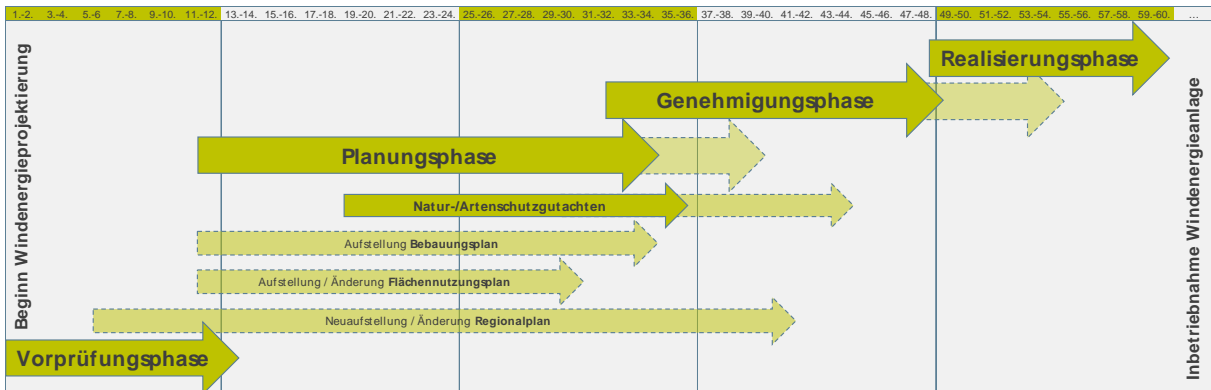 1.-2. 3.-4. 5.-6 7.-8. 9.-10. 11.-12. 13.-14. 15.-16. 17.-18. 19.-20. 21.-22. 23.-24. 25.-26. 27.-28. 29.-30. 31.-32. 33.-34. 35.-36. 37.-38. 39.-40. 41.-42. 43.-44. 45.-46. 47.-48. 49.-50. 51.-52. 53.-54. 55.-56. 57.-58. 59.-60. ...
Beginn Windenergieprojektierung
Realisierungsphase
Genehmigungsphase
Planungsphase
Natur-/Artenschutzgutachten
Aufstellung Bebauungsplan
Aufstellung / Änderung Flächennutzungsplan
Neuaufstellung / Änderung Regionalplan
Vorprüfungsphase
Inbetriebnahme Windenergieanlage